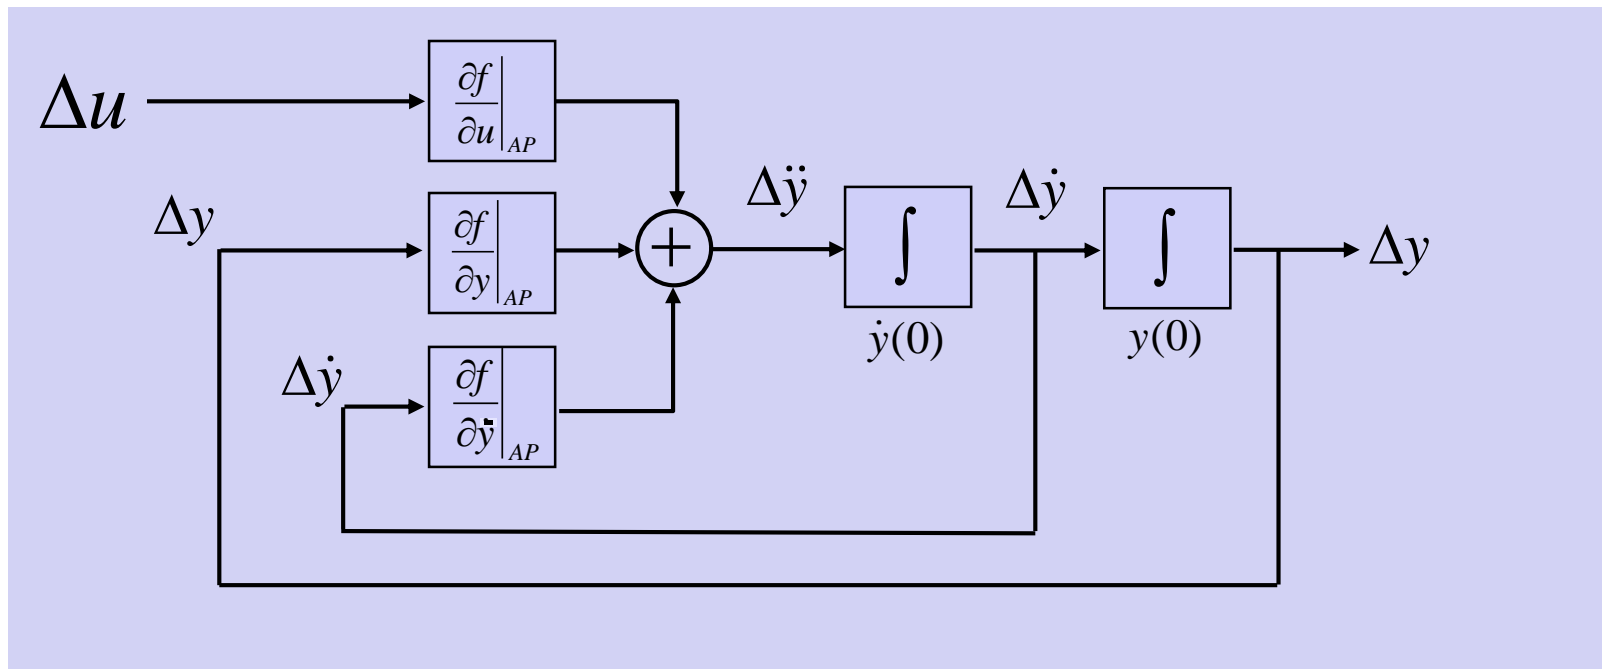 Δu
∂f/∂u|AP
Δy
∂f/∂y|AP
Δẏ
∂f/∂ẏ|AP
+
Δÿ
∫
ẏ(0)
Δẏ
∫
y(0)
Δy